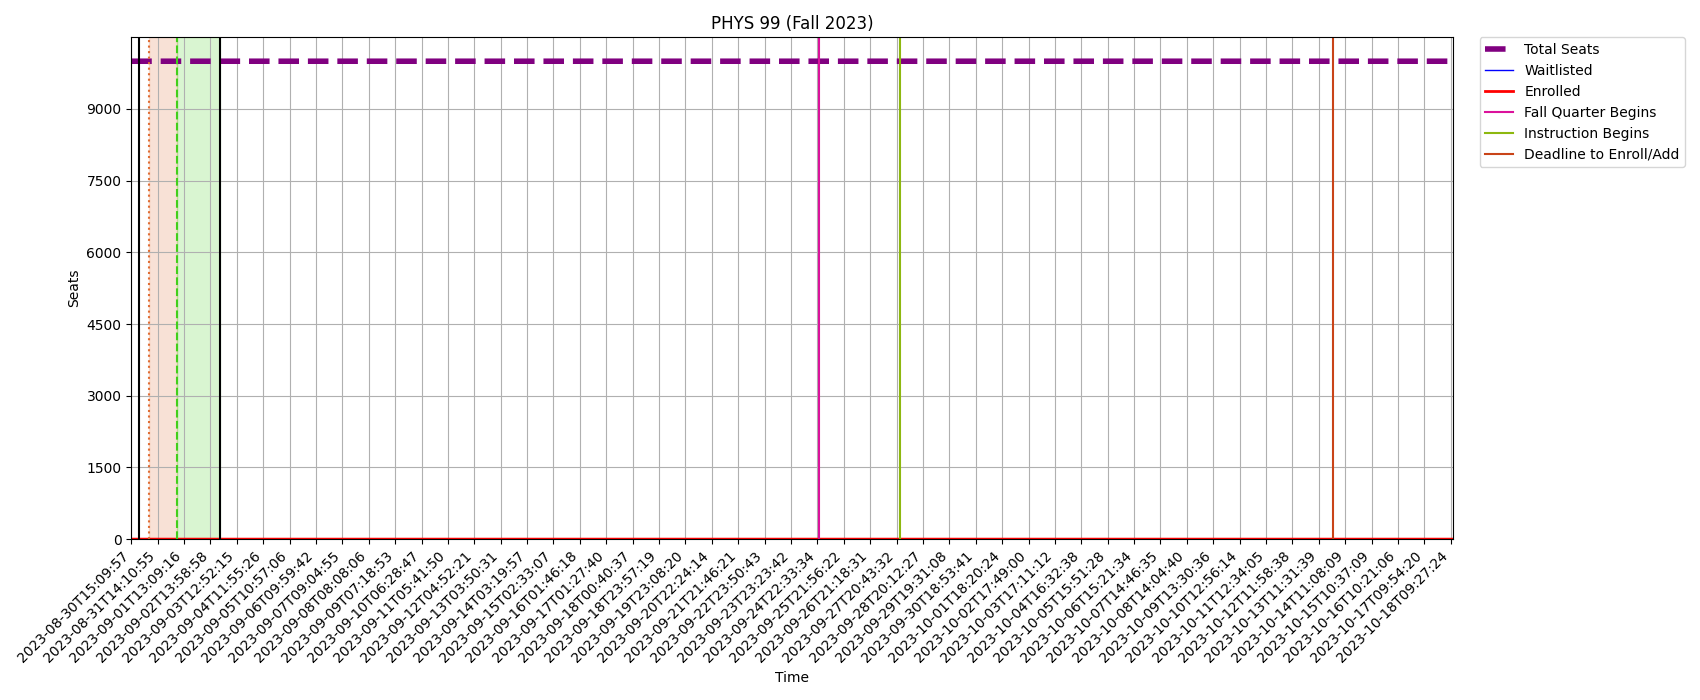 PHYS 99 (Fall 2023)
Total Seats
Waitlisted
Enrolled
Fall Quarter Begins
Instruction Begins
Deadline to Enroll/Add
Seats
9000
7500
6000
4500
3000
1500
0
2023-08-30T15:09:57
2023-08-31T14:10:55
2023-09-01T13:09:16
2023-09-02T13:58:58
2023-09-03T12:52:15
2023-09-04T11:55:26
2023-09-05T10:57:06
2023-09-06T09:59:42
2023-09-07T09:04:55
2023-09-08T08:08:06
2023-09-09T07:18:53
2023-09-10T06:28:47
2023-09-11T05:41:50
2023-09-12T04:52:21
2023-09-13T03:50:31
2023-09-14T03:19:57
2023-09-15T02:33:07
2023-09-16T01:46:18
2023-09-17T01:27:40
2023-09-18T00:40:37
2023-09-18T23:57:19
2023-09-19T23:08:20
2023-09-20T22:24:14
2023-09-21T21:46:21
2023-09-22T23:50:43
2023-09-23T23:23:42
2023-09-24T22:33:34
2023-09-25T21:56:22
2023-09-26T21:18:31
2023-09-27T20:43:32
2023-09-28T20:12:27
2023-09-29T19:31:08
2023-09-30T18:53:41
2023-10-01T18:20:24
2023-10-02T17:49:00
2023-10-03T17:11:12
2023-10-04T16:32:38
2023-10-05T15:51:28
2023-10-06T15:21:34
2023-10-07T14:46:35
2023-10-08T14:04:40
2023-10-09T13:30:36
2023-10-10T12:56:14
2023-10-11T12:34:05
2023-10-12T11:58:38
2023-10-13T11:31:39
2023-10-14T11:08:09
2023-10-15T10:37:09
2023-10-16T10:21:06
2023-10-17T09:54:20
2023-10-18T09:27:24
Time